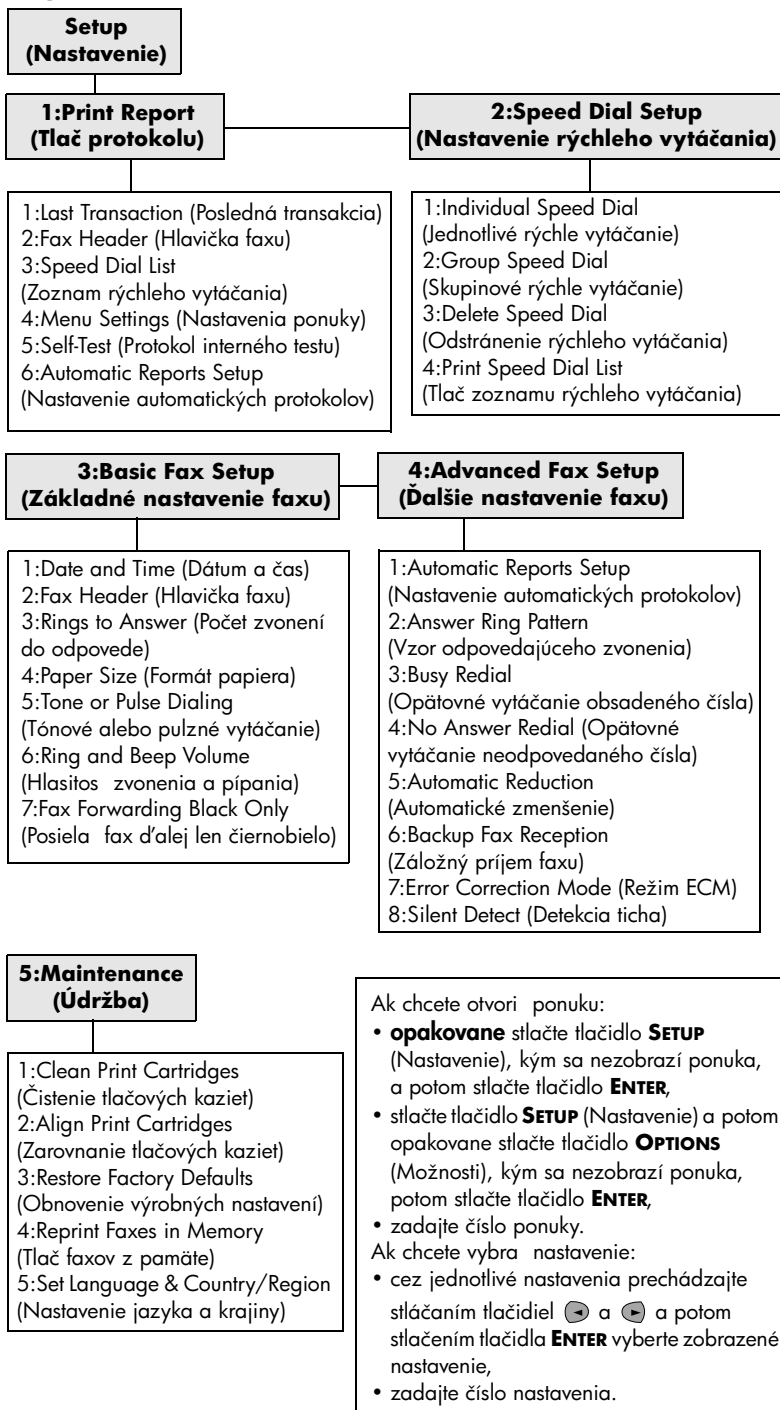 Setup
(Nastavenie)
1:Print Report
(Tlač protokolu)
2:Speed Dial Setup
(Nastavenie rýchleho vytáčania)
1:Last Transaction (Posledná transakcia)
2:Fax Header (Hlavička faxu)
3:Speed Dial List
(Zoznam rýchleho vytáčania)
4:Menu Settings (Nastavenia ponuky)
5:Self-Test (Protokol interného testu)
6:Automatic Reports Setup
(Nastavenie automatických protokolov)
1:Individual Speed Dial
(Jednotlivé rýchle vytáčanie)
2:Group Speed Dial
(Skupinové rýchle vytáčanie)
3:Delete Speed Dial
(Odstránenie rýchleho vytáčania)
4:Print Speed Dial List
(Tlač zoznamu rýchleho vytáčania)
3:Basic Fax Setup
(Základné nastavenie faxu)
4:Advanced Fax Setup
(Ďalšie nastavenie faxu)
1:Date and Time (Dátum a čas)
2:Fax Header (Hlavička faxu)
3:Rings to Answer (Počet zvonení
do odpovede)
4:Paper Size (Formát papiera)
5:Tone or Pulse Dialing
(Tónové alebo pulzné vytáčanie)
6:Ring and Beep Volume
(Hlasitos  zvonenia a pípania)
7:Fax Forwarding Black Only
(Posiela  fax ďalej len čiernobielo)
1:Automatic Reports Setup
(Nastavenie automatických protokolov)
2:Answer Ring Pattern
(Vzor odpovedajúceho zvonenia)
3:Busy Redial
(Opätovné vytáčanie obsadeného čísla)
4:No Answer Redial (Opätovné
vytáčanie neodpovedaného čísla)
5:Automatic Reduction
(Automatické zmenšenie)
6:Backup Fax Reception
(Záložný príjem faxu)
7:Error Correction Mode (Režim ECM)
8:Silent Detect (Detekcia ticha)
5:Maintenance
(Údržba)
1:Clean Print Cartridges
(Čistenie tlačových kaziet)
2:Align Print Cartridges
(Zarovnanie tlačových kaziet)
3:Restore Factory Defaults
(Obnovenie výrobných nastavení)
4:Reprint Faxes in Memory
(Tlač faxov z pamäte)
5:Set Language & Country/Region
(Nastavenie jazyka a krajiny)
Ak chcete otvori  ponuku:
• opakovane stlačte tlačidlo SETUP
(Nastavenie), kým sa nezobrazí ponuka,
a potom stlačte tlačidlo ENTER,
• stlačte tlačidlo SETUP (Nastavenie) a potom
opakovane stlačte tlačidlo OPTIONS
(Možnosti), kým sa nezobrazí ponuka,
potom stlačte tlačidlo ENTER,
• zadajte číslo ponuky.
Ak chcete vybra  nastavenie:
• cez jednotlivé nastavenia prechádzajte
stláčaním tlačidiel ◄ a ► a potom
stlačením tlačidla ENTER vyberte zobrazené
nastavenie,
• zadajte číslo nastavenia.